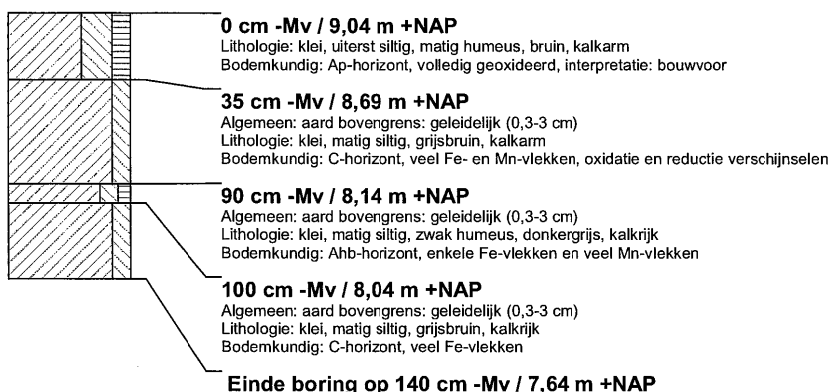 0 cm -Mv / 9,04 m +NAP
Lithologie: klei, uiterst siltig, matig humeus, bruin, kalkarm
Bodemkundig: Ap-horizont, volledig geoxideerd, interpretatie: bouwvoor
35 cm -Mv / 8,69 m +NAP
Algemeen: aard bovengrens: geleidelijk (0,3-3 cm)
Lithologie: klei, matig siltig, grijsbruin, kalkarm
Bodemkundig: C-horizont, veel Fe- en Mn-vlekken, oxidatie en reductie verschijnselen
90 cm -Mv / 8,14 m +NAP
Algemeen: aard bovengrens: geleidelijk (0,3-3 cm)
Lithologie: klei, matig siltig, zwak humeus, donkergrijs, kalkrijk
Bodemkundig: Ahb-horizont, enkele Fe-vlekken en veel Mn-vlekken
100 cm -Mv / 8,04 m +NAP
Algemeen: aard bovengrens: geleidelijk (0,3-3 cm)
Lithologie: klei, matig siltig, grijsbruin, kalkrijk
Bodemkundig: C-horizont, veel Fe-vlekken
Einde boring op 140 cm -Mv / 7,64 m +NAP